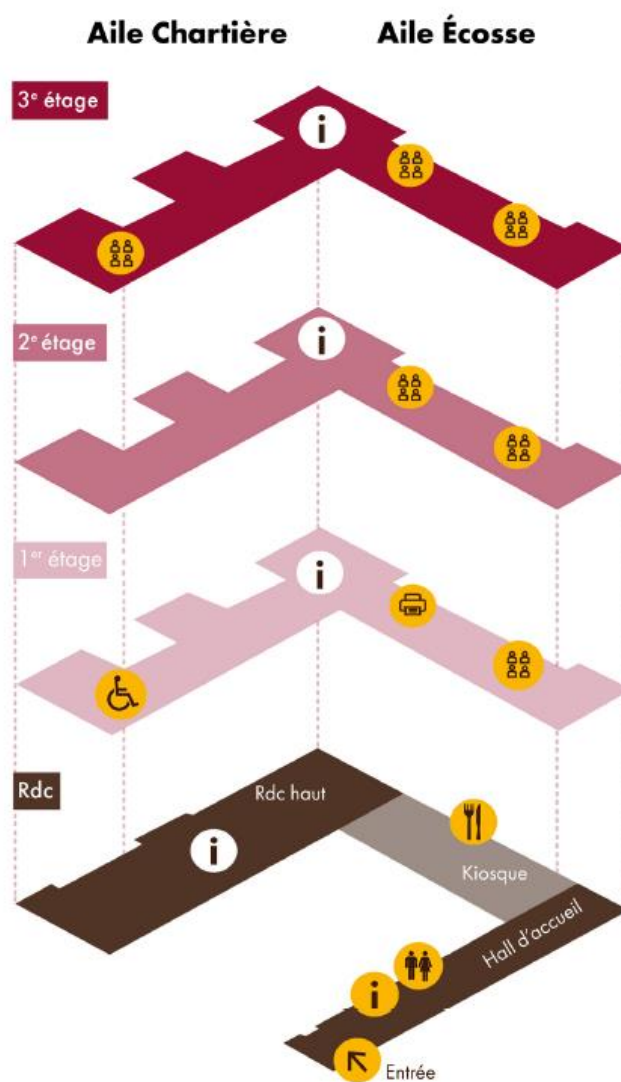 Aile Chartière
Aile Écosse
3e étage
i
2e étage
i
1er étage
i
Rdc
Rdc haut
i
Kiosque
Hall d'accueil
i
Entrée